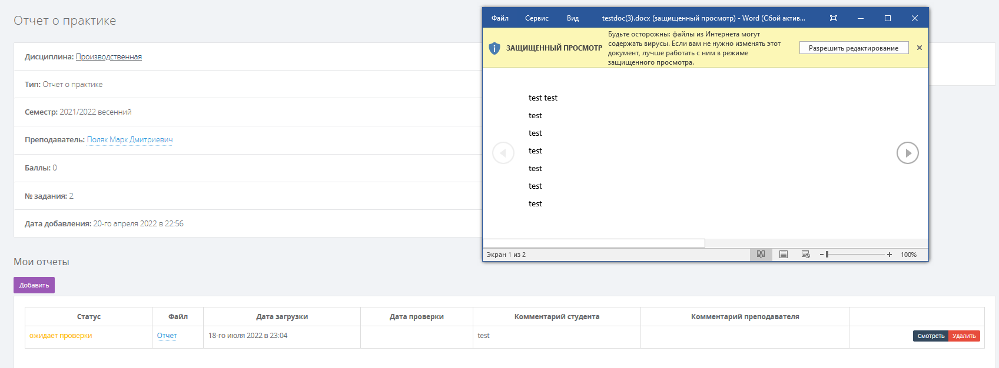 Отчет о практике
Дисциплина: Производственная
Тип: Отчет о практике
Семестр: 2021/2022 весенний
Преподаватель: Поляк Марк Дмитриевич
Баллы: 0
№ задания: 2
Дата добавления: 20-го апреля 2022 в 22:56
Файл Сервис Вид testdoc(3).docx (защищенный просмотр) - Word (Сбой актив...
ЗАЩИЩЕННЫЙ ПРОСМОТР
Будьте осторожны: файлы из Интернета могут
содержать вирусы. Если вам не нужно изменять этот
документ, лучше работать с ним в режиме
защищенного просмотра.
Разрешить редактирование
test test
test
test
test
test
test
test
Экран 1 из 2 100%
Мои отчеты
Добавить
Статус Файл Дата загрузки Дата проверки Комментарий студента Комментарий преподавателя
ожидает проверки Отчет 18-го июля 2022 в 23:04 test Смотреть Удалить